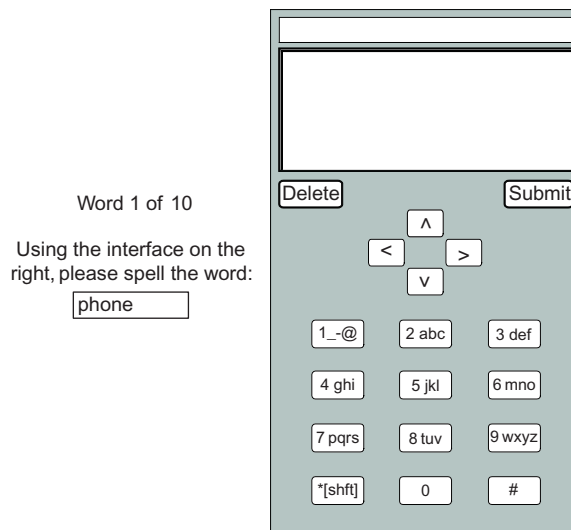 Word 1 of 10
Using the interface on the
right, please spell the word:
phone
Delete
Submit
^
< >
v
1_-@ 2 abc 3 def
4 ghi 5 jkl 6 mno
7 pqrs 8 tuv 9 wxyz
*[shft] 0 #